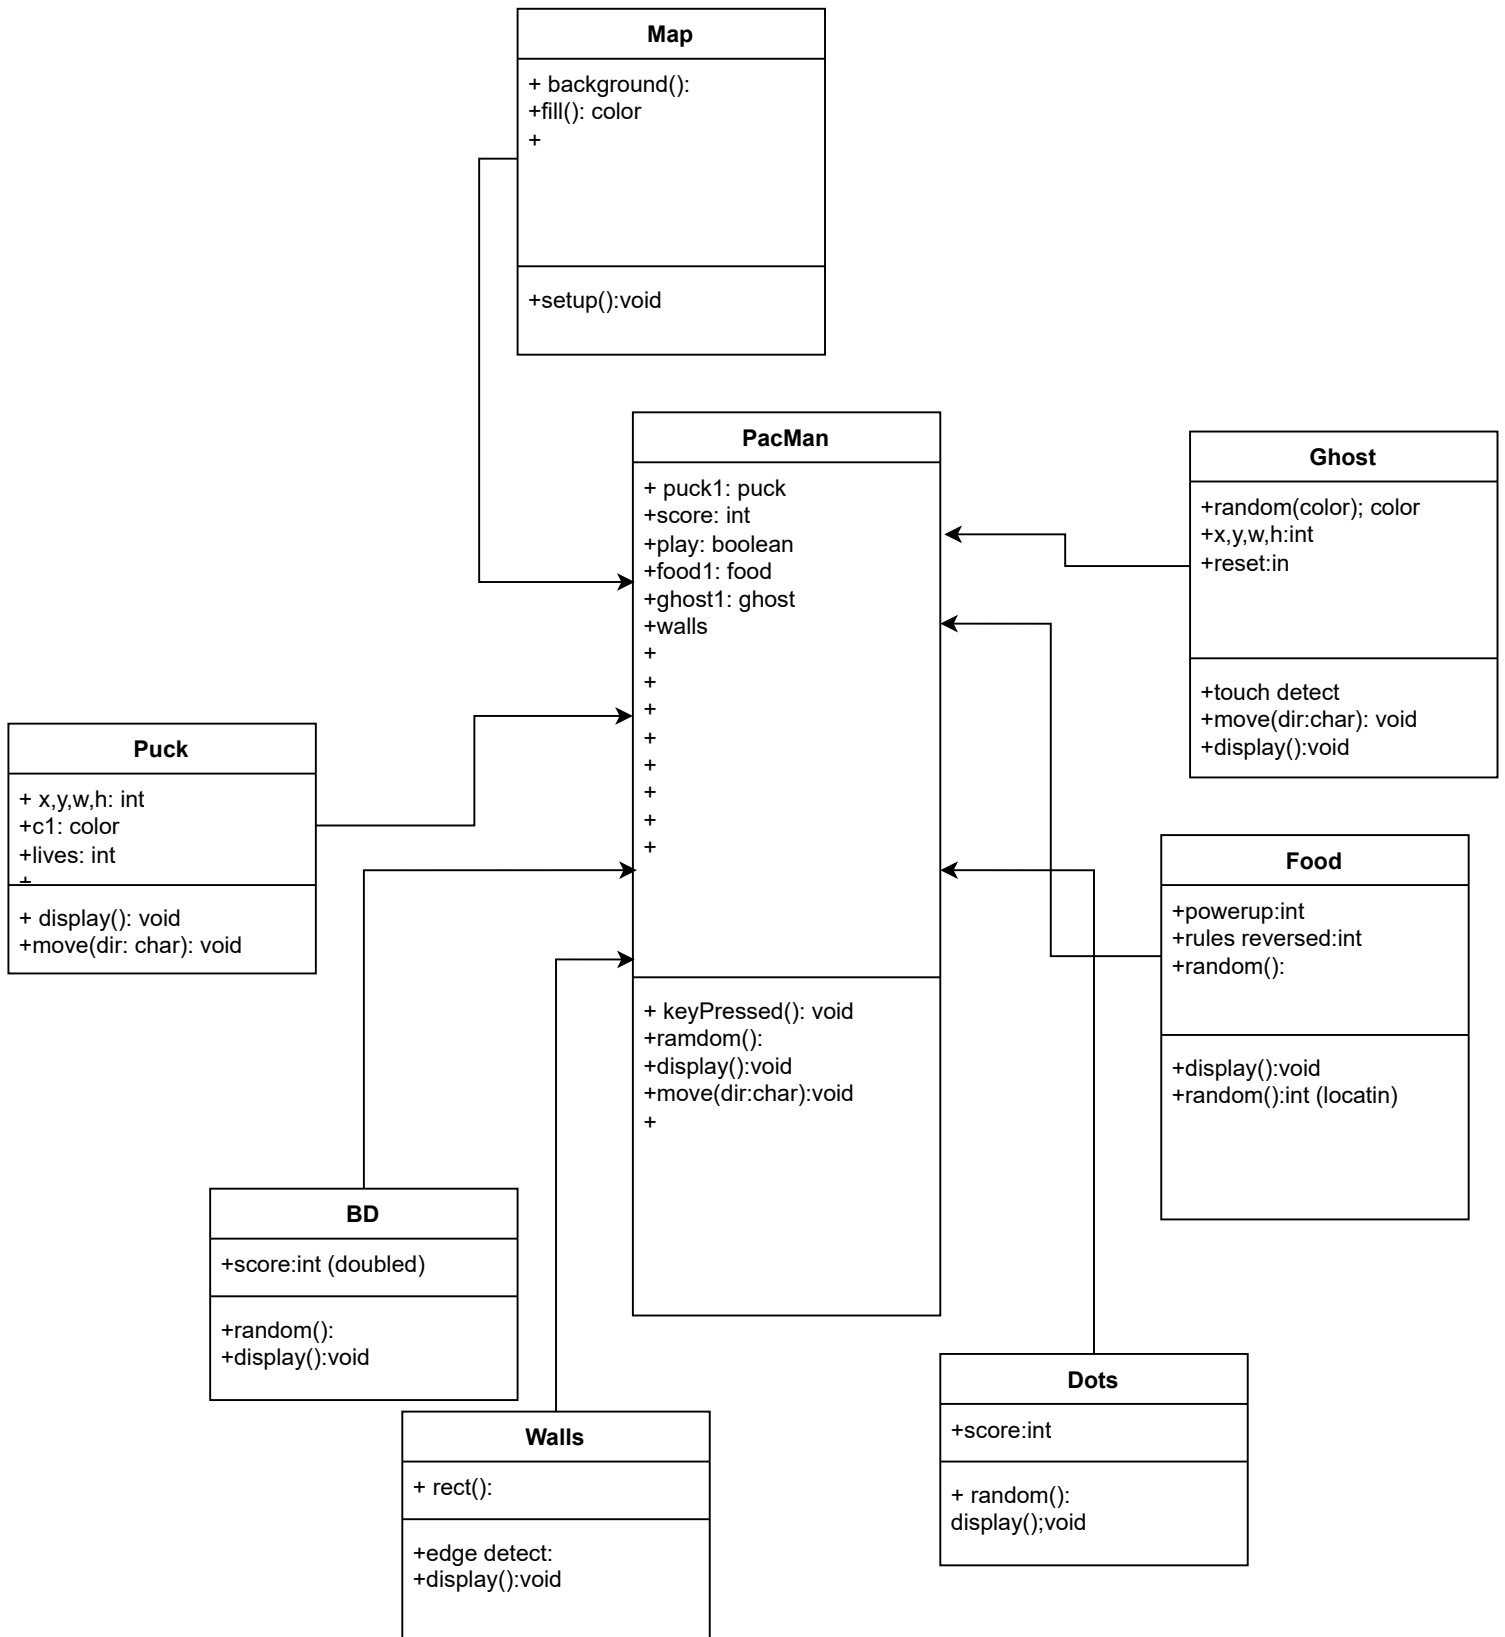 Map
+ background():
+fill(): color
+
+setup():void
PacMan
+ puck1: puck
+score: int
+play: boolean
+food1: food
+ghost1: ghost
+walls
+
+
+
+
+
+
+
+
+ keyPressed(): void
+ramdom():
+display():void
+move(dir:char):void
+
Ghost
+random(color); color
+x,y,w,h:int
+reset:in
+touch detect
+move(dir:char): void
+display():void
Puck
+ x,y,w,h: int
+c1: color
+lives: int
+
+ display(): void
+move(dir: char): void
Food
+powerup:int
+rules reversed:int
+random():
+display():void
+random():int (locatin)
BD
+score:int (doubled)
+random():
+display():void
Walls
+ rect():
+edge detect:
+display():void
Dots
+score:int
+ random():
display();void